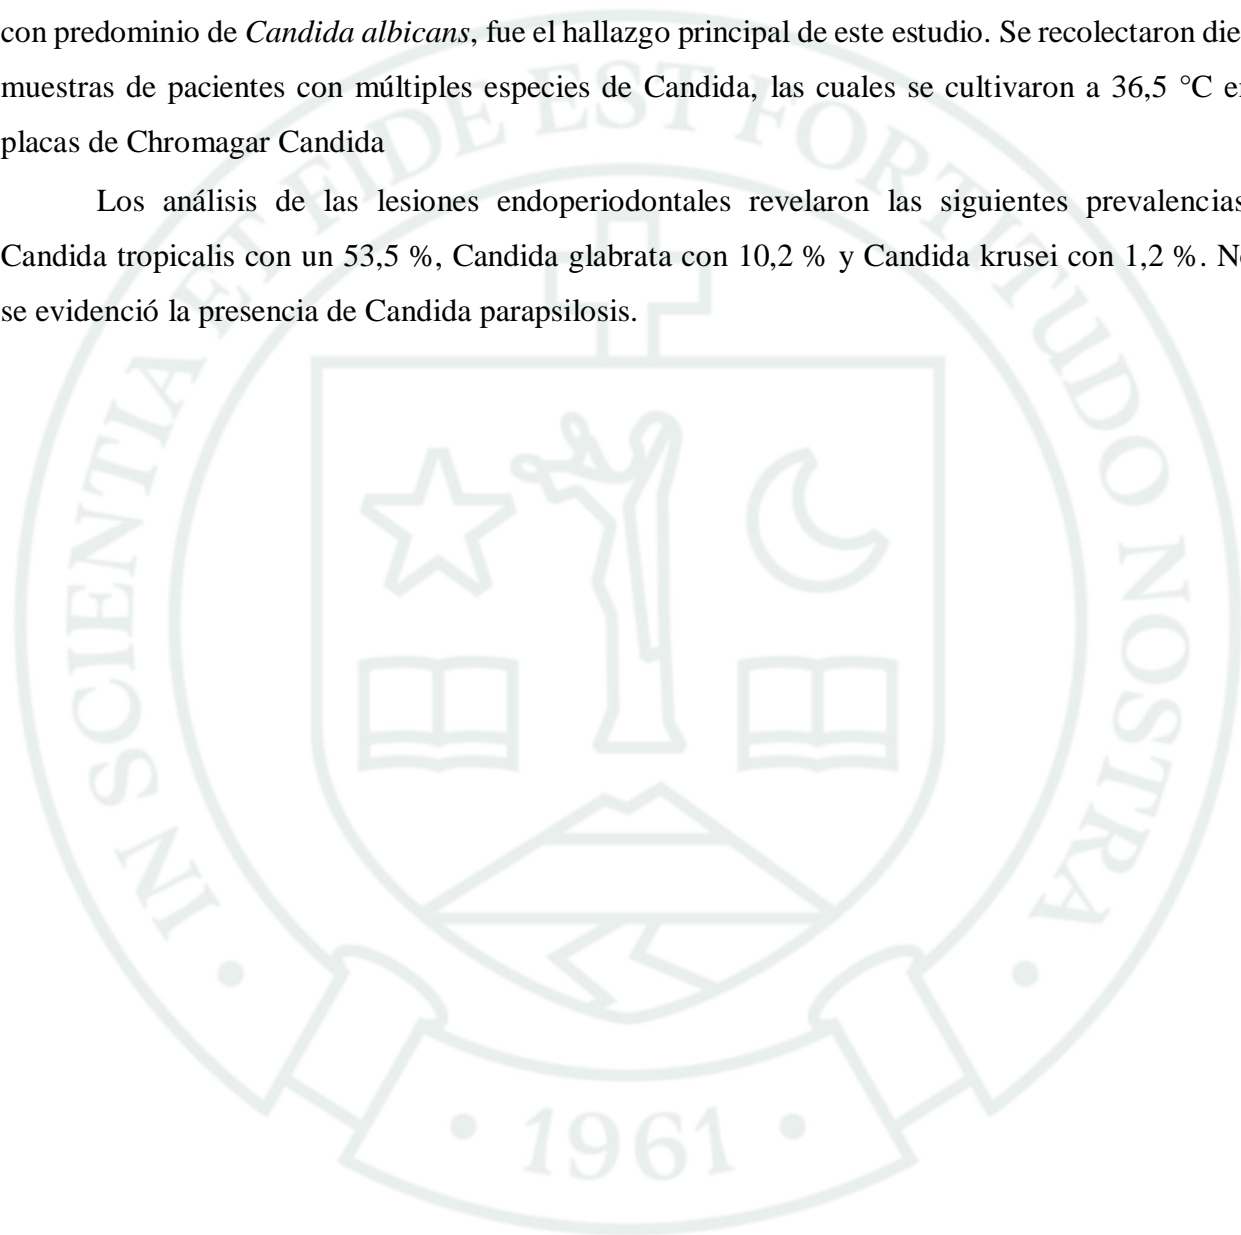 con predominio de Candida albicans, fue el hallazgo principal de este estudio. Se recolectaron die
muestras de pacientes con múltiples especies de Candida, las cuales se cultivaron a 36,5 °C e
placas de Chromagar Candida
Los análisis de las lesiones endoperiodontales revelaron las siguientes prevalencias
Candida tropicalis con un 53,5 %, Candida glabrata con 10,2 % y Candida krusei con 1,2 %. N
se evidenció la presencia de Candida parapsilosis.
IN SCIENTIA ET FIDE EST FORTITUDO NOSTRA
• 1961 •